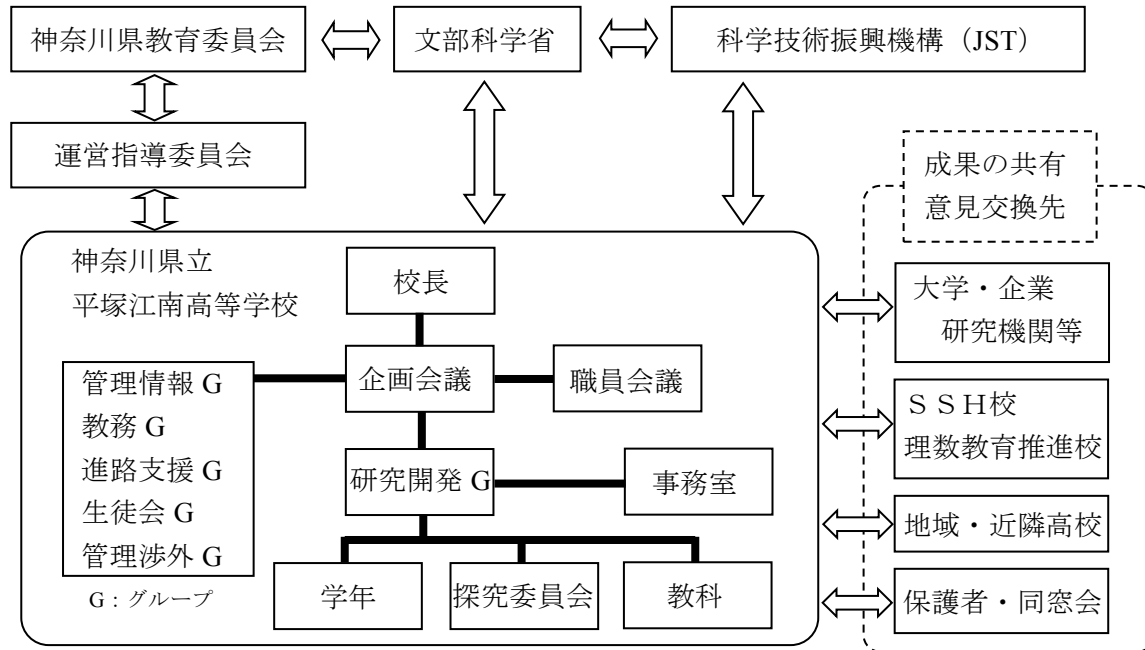 神奈川県教育委員会
文部科学省
科学技術振興機構（JST）
運営指導委員会
成果の共有
意見交換先
神奈川県立
平塚江南高等学校
校長
企画会議
職員会議
管理情報 G
教務 G
進路支援 G
生徒会 G
管理渉外 G
G：グループ
研究開発 G
事務室
学年
探究委員会
教科
大学・企業
研究機関等
ＳＳＨ校
理数教育推進校
地域・近隣高校
保護者・同窓会